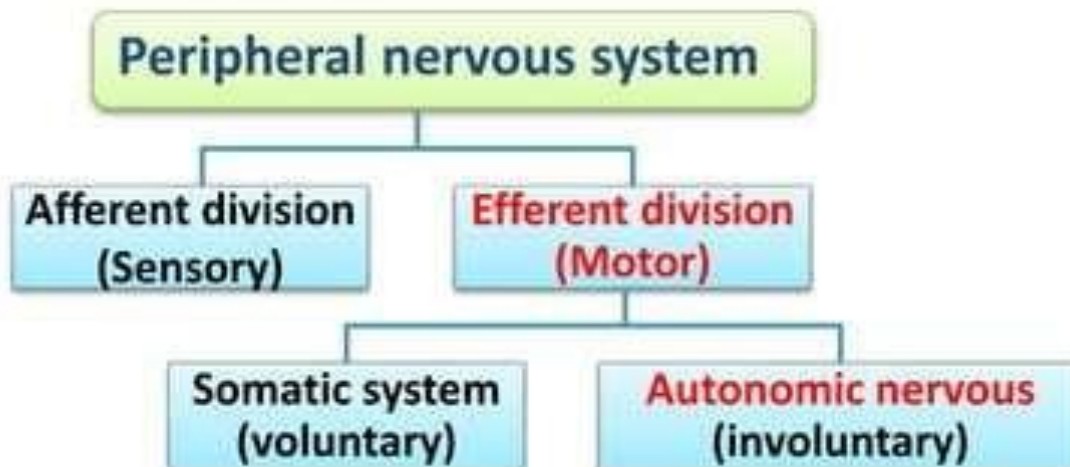 Peripheral nervous system
Afferent division
(Sensory)
Efferent division
(Motor)
Somatic system
(voluntary)
Autonomic nervous
(involuntary)